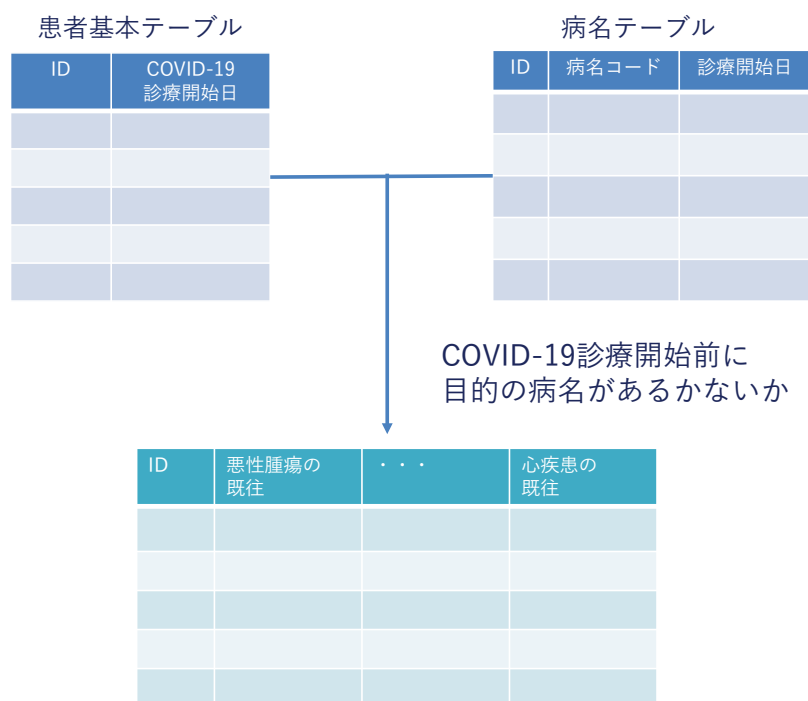 患者基本テーブル
病名テーブル
ID
COVID-19
診療開始日
ID
病名コード
診療開始日
COVID-19診療開始前に
目的の病名があるかないか
ID
悪性腫瘍の
既往
・・・
心疾患の
既往